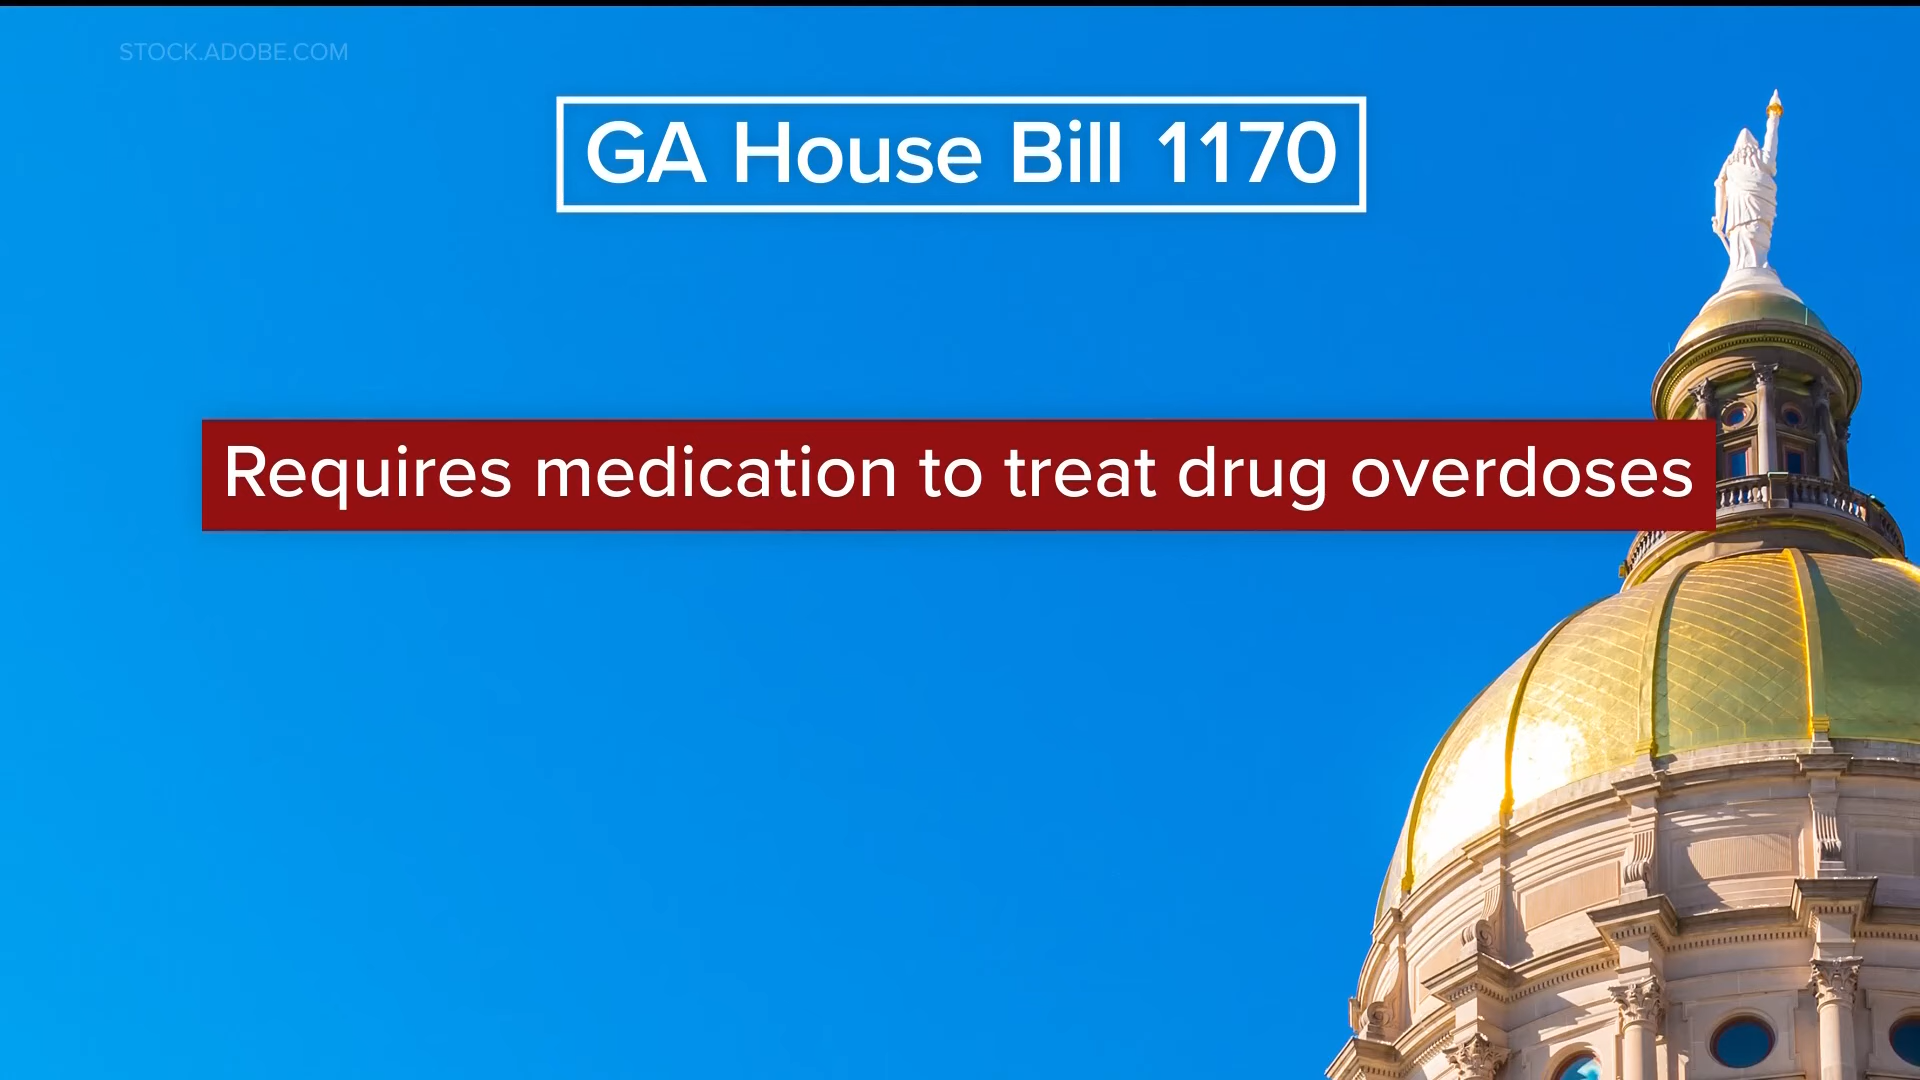 STOCK.ADOBE.COM
GA House Bill 1170
Requires medication to treat drug overdoses